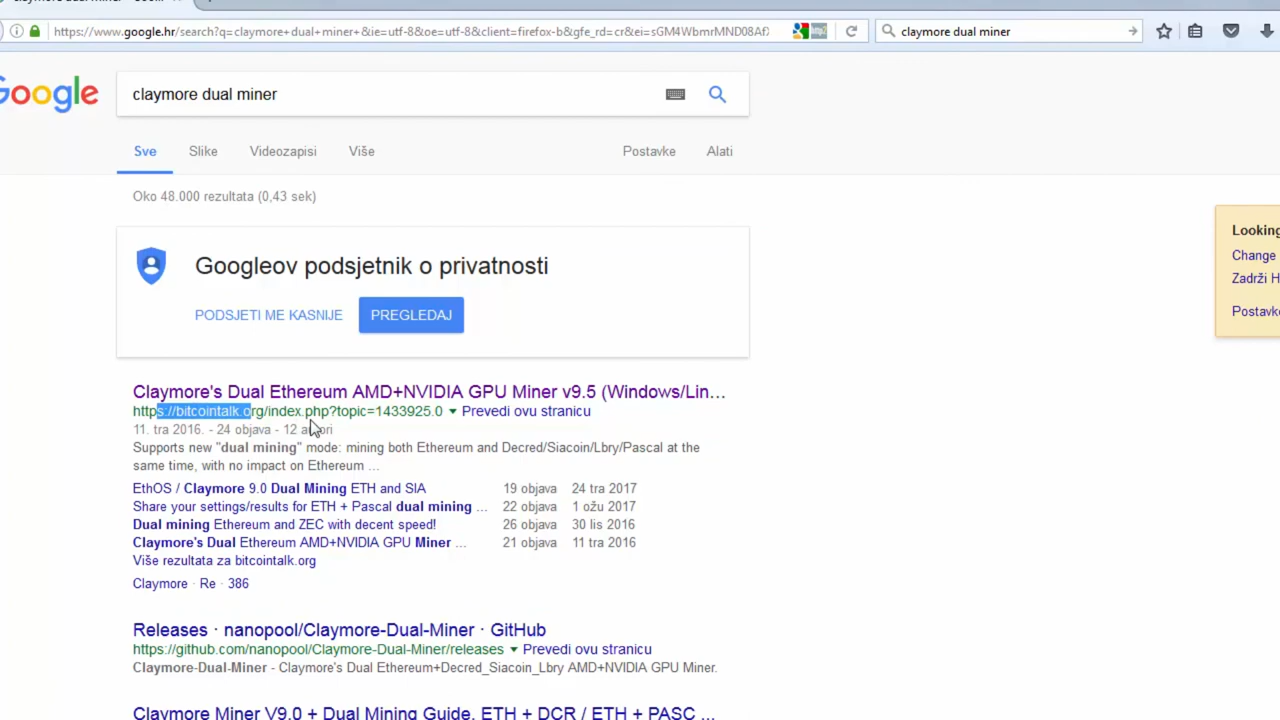 https://www.google.hr/search?q=claymore+dual+miner+&ie=utf-8&oe=utf-8&client=firefox-b&gfe_rd=cr&ei=sGM4WbmrMND08Af
claymore dual miner
Google
claymore dual miner
Sve Slike Videozapisi Više Postavke Alati
Oko 48.000 rezultata (0,43 sek)
Looking
Change
Zadrži H
Postavke
Googleov podsjetnik o privatnosti
PODSJETI ME KASNIJE PREGLEDAJ
Claymore's Dual Ethereum AMD+NVIDIA GPU Miner v9.5 (Windows/Lin...
https://bitcointalk.org/index.php?topic=1433925.0 Prevedi ovu stranicu
11. tra 2016. - 24 objava - 12 autori
Supports new "dual mining" mode: mining both Ethereum and Decred/Siacoin/Lbry/Pascal at the
same time, with no impact on Ethereum ...
EthOS / Claymore 9.0 Dual Mining ETH and SIA 19 objava 24 tra 2017
Share your settings/results for ETH + Pascal dual mining ... 22 objava 1 ožu 2017
Dual mining Ethereum and ZEC with decent speed! 26 objava 30 lis 2016
Claymore's Dual Ethereum AMD+NVIDIA GPU Miner ... 21 objava 11 tra 2016
Više rezultata za bitcointalk.org
Claymore · Re · 386
Releases · nanopool/Claymore-Dual-Miner · GitHub
https://github.com/nanopool/Claymore-Dual-Miner/releases Prevedi ovu stranicu
Claymore-Dual-Miner - Claymore's Dual Ethereum+Decred_Siacoin_Lbry AMD+NVIDIA GPU Miner.
Claymore Miner V9.0 + Dual Mining Guide. ETH + DCR / ETH + PASC ...